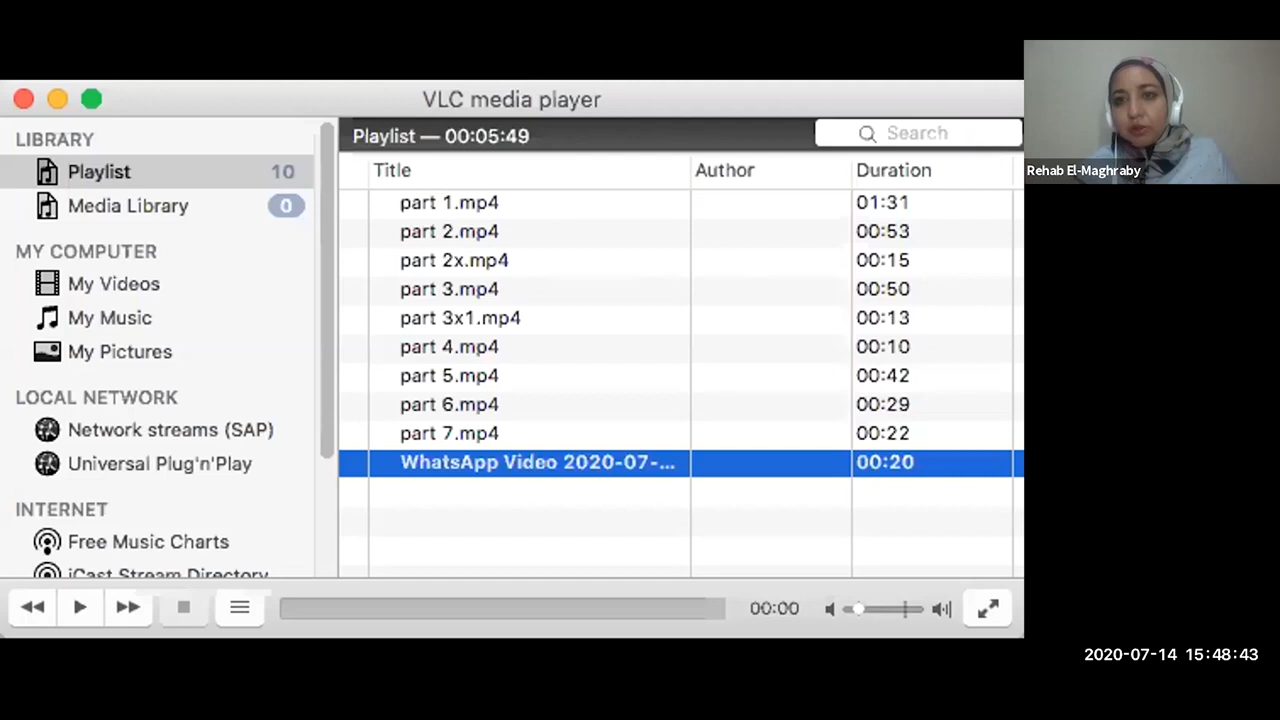 VLC media player
LIBRARY
Playlist 10
Media Library 0
MY COMPUTER
My Videos
My Music
My Pictures
LOCAL NETWORK
Network streams (SAP)
Universal Plug'n'Play
INTERNET
Free Music Charts
iCast Stream Directory
Playlist — 00:05:49 Search
Title Author Duration
part 1.mp4 01:31
part 2.mp4 00:53
part 2x.mp4 00:15
part 3.mp4 00:50
part 3x1.mp4 00:13
part 4.mp4 00:10
part 5.mp4 00:42
part 6.mp4 00:29
part 7.mp4 00:22
WhatsApp Video 2020-07-... 00:20
00:00
Rehab El-Maghraby
2020-07-14 15:48:43